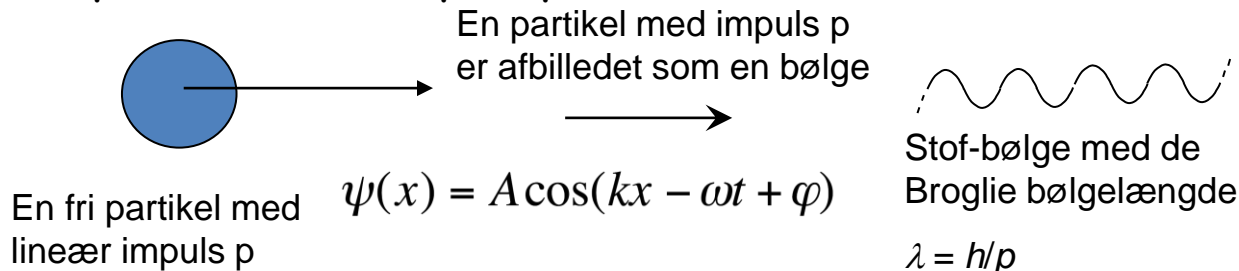 En partikel med impuls p
er afbilledet som en bølge
Stof-bølge med de
Broglie bølgelængde
λ = h/p
En fri partikel med
lineær impuls p
ψ(x) = A cos(kx − ωt + φ)